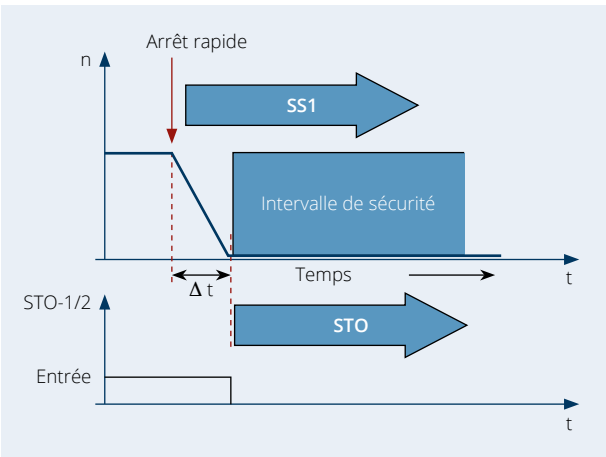 Arrêt rapide
n
SS1
Intervalle de sécurité
Δ t
Temps
t
STO-1/2
STO
Entrée
t